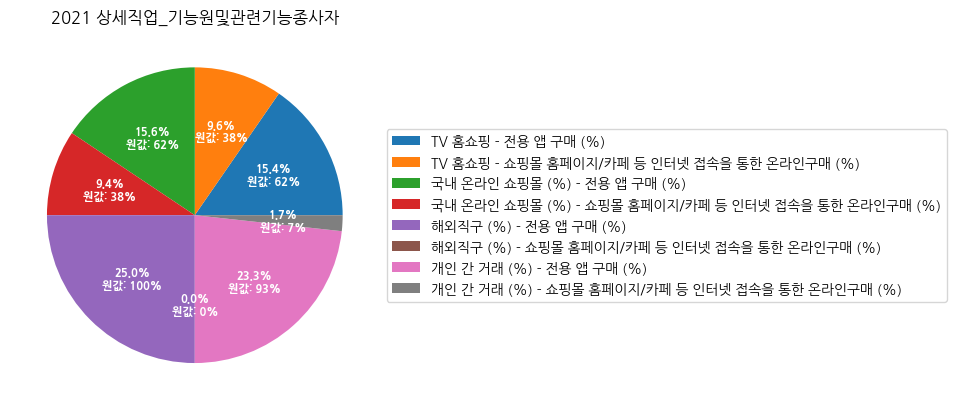 2021 상세직업_기능원및관련기능종사자
15.6%
원값: 62%
9.6%
원값: 38%
15.4%
원값: 62%
9.4%
원값: 38%
1.7%
원값: 7%
25.0%
원값: 100%
23.3%
원값: 93%
0.0%
원값: 0%
TV 홈쇼핑 - 전용 앱 구매 (%)
TV 홈쇼핑 - 쇼핑몰 홈페이지/카페 등 인터넷 접속을 통한 온라인구매 (%)
국내 온라인 쇼핑몰 (%) - 전용 앱 구매 (%)
국내 온라인 쇼핑몰 (%) - 쇼핑몰 홈페이지/카페 등 인터넷 접속을 통한 온라인구매 (%)
해외직구 (%) - 전용 앱 구매 (%)
해외직구 (%) - 쇼핑몰 홈페이지/카페 등 인터넷 접속을 통한 온라인구매 (%)
개인 간 거래 (%) - 전용 앱 구매 (%)
개인 간 거래 (%) - 쇼핑몰 홈페이지/카페 등 인터넷 접속을 통한 온라인구매 (%)